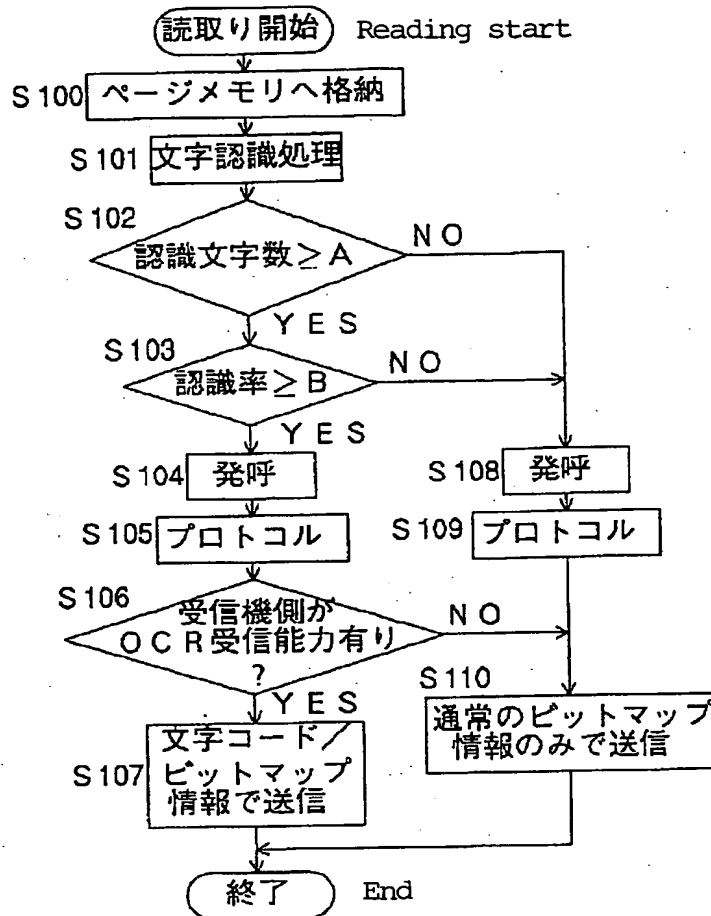 読取り開始 Reading start
S100 ページメモリへ格納
S101 文字認識処理
S102
認識文字数≧A NO
YES
S103
認識率≧B NO
YES
S104 発呼 S108 発呼
S105 プロトコル S109 プロトコル
S106
受信機側が
OCR受信能力有り
?
NO
YES
S110
通常のビットマップ
情報のみで送信
S107
文字コード/
ビットマップ
情報で送信
終了 End